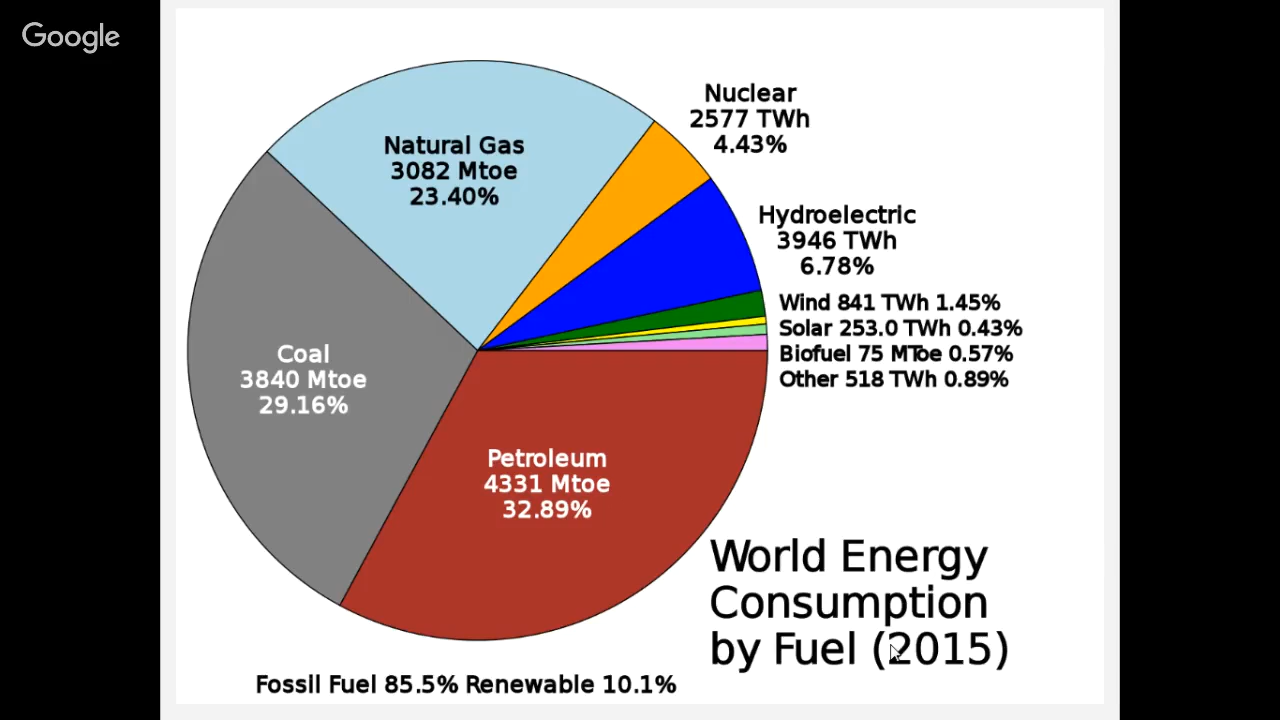 Google
Nuclear
2577 TWh
4.43%
Natural Gas
3082 Mtoe
23.40%
Hydroelectric
3946 TWh
6.78%
Wind 841 TWh 1.45%
Solar 253.0 TWh 0.43%
Biofuel 75 MToe 0.57%
Other 518 TWh 0.89%
Coal
3840 Mtoe
29.16%
Petroleum
4331 Mtoe
32.89%
World Energy
Consumption
by Fuel (2015)
Fossil Fuel 85.5% Renewable 10.1%